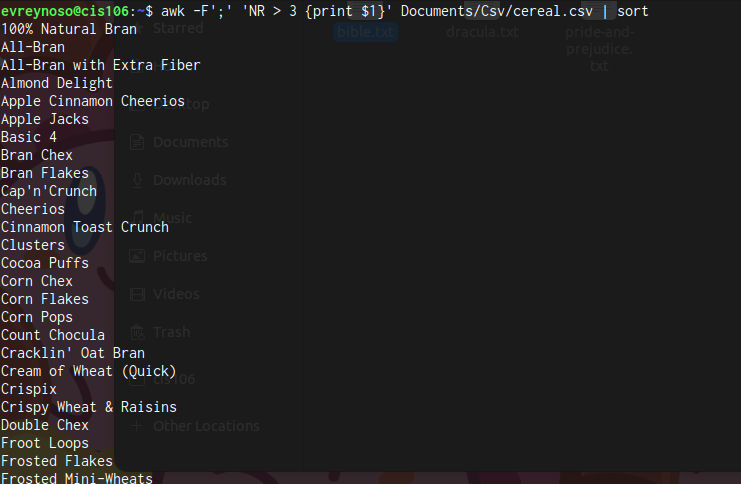 evreynoso@cis106:~$ awk -F';' 'NR > 3 {print $1}' Documents/Csv/cereal.csv | sort
100% Natural Bran
All-Bran
All-Bran with Extra Fiber
Almond Delight
Apple Cinnamon Cheerios
Apple Jacks
Basic 4
Bran Chex
Bran Flakes
Cap'n'Crunch
Cheerios
Cinnamon Toast Crunch
Clusters
Cocoa Puffs
Corn Chex
Corn Flakes
Corn Pops
Count Chocula
Cracklin' Oat Bran
Cream of Wheat (Quick)
Crispix
Crispy Wheat & Raisins
Double Chex
Froot Loops
Frosted Flakes
Frosted Mini-Wheats
Starred
Documents
Downloads
Music
Pictures
Videos
Trash
cis106
+ Other Locations
bible.txt
dracula.txt
pride-and-
prejudice.
txt